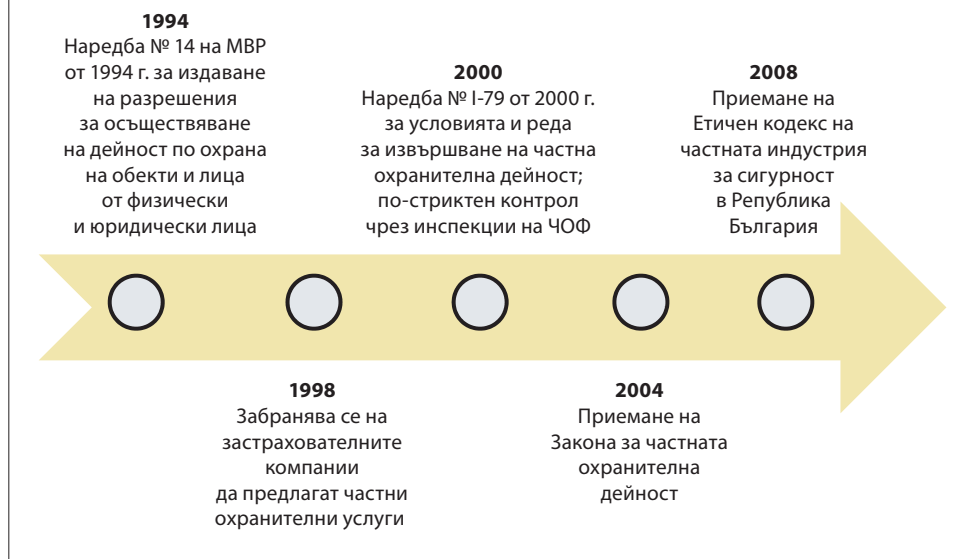 1994
Наредба № 14 на МВР
от 1994 г. за издаване
на разрешения
за осъществяване
на дейност по охрана
на обекти и лица
от физически
и юридически лица
2000
Наредба № I-79 от 2000 г.
за условията и реда
за извършване на частна
охранителна дейност;
по-стриктен контрол
чрез инспекции на ЧОФ
2008
Приемане на
Етичен кодекс на
частната индустрия
за сигурност
в Република
България
1998
Забранява се на
застрахователните
компании
да предлагат частни
охранителни услуги
2004
Приемане на
Закона за частната
охранителна
дейност